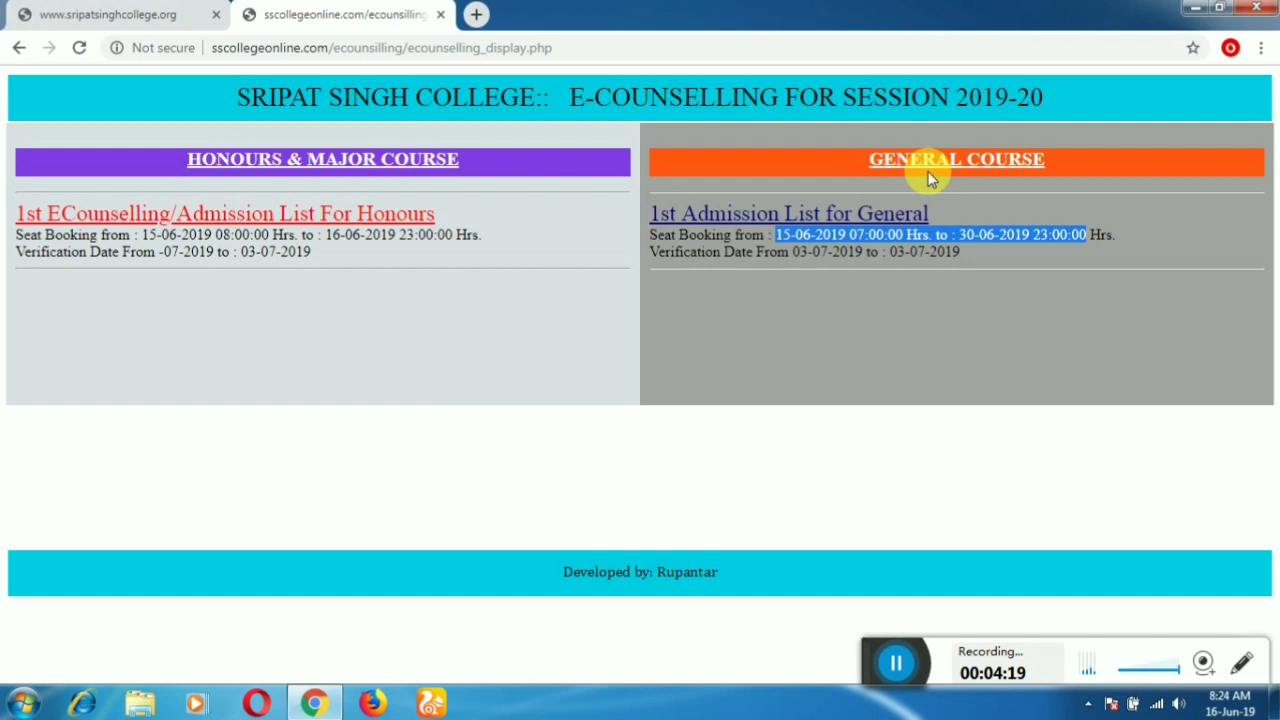 www.sripatsinghcollege.org
sscollegeonline.com/ecounsilling
Not secure
sscollegeonline.com/ecounsilling/ecounselling_display.php
SRIPAT SINGH COLLEGE:: E-COUNSELLING FOR SESSION 2019-20
HONOURS & MAJOR COURSE
1st ECounselling/Admission List For Honours
Seat Booking from : 15-06-2019 08:00:00 Hrs. to : 16-06-2019 23:00:00 Hrs.
Verification Date From -07-2019 to : 03-07-2019
GENERAL COURSE
1st Admission List for General
Seat Booking from : 15-06-2019 07:00:00 Hrs. to : 30-06-2019 23:00:00 Hrs.
Verification Date From 03-07-2019 to : 03-07-2019
Developed by: Rupantar
Recording...
00:04:19
8:24 AM
16-Jun-19